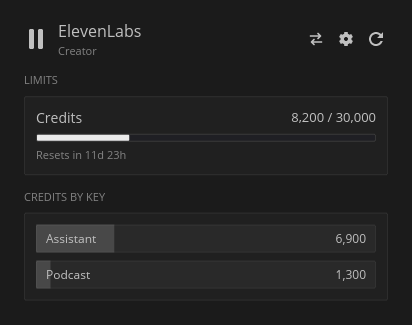 ElevenLabs
Creator
LIMITS
Credits 8,200 / 30,000
Resets in 11d 23h
CREDITS BY KEY
Assistant 6,900
Podcast 1,300